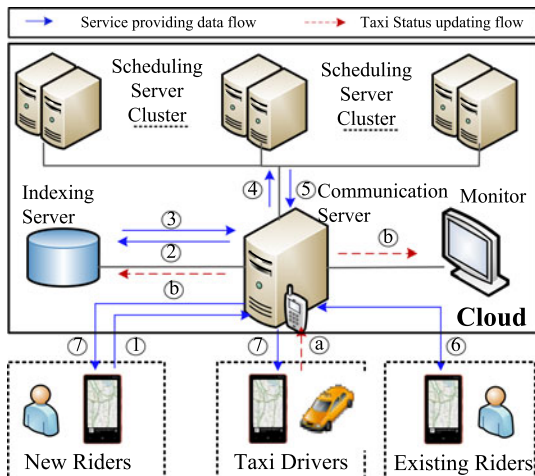 Service providing data flow
Taxi Status updating flow
Scheduling
Server
Cluster
Scheduling
Server
Cluster
④
⑤
Indexing
Server
Communication
Server
Monitor
③
②
ⓑ
ⓑ
Cloud
⑦
①
⑦
ⓐ
⑥
New Riders
Taxi Drivers
Existing Riders